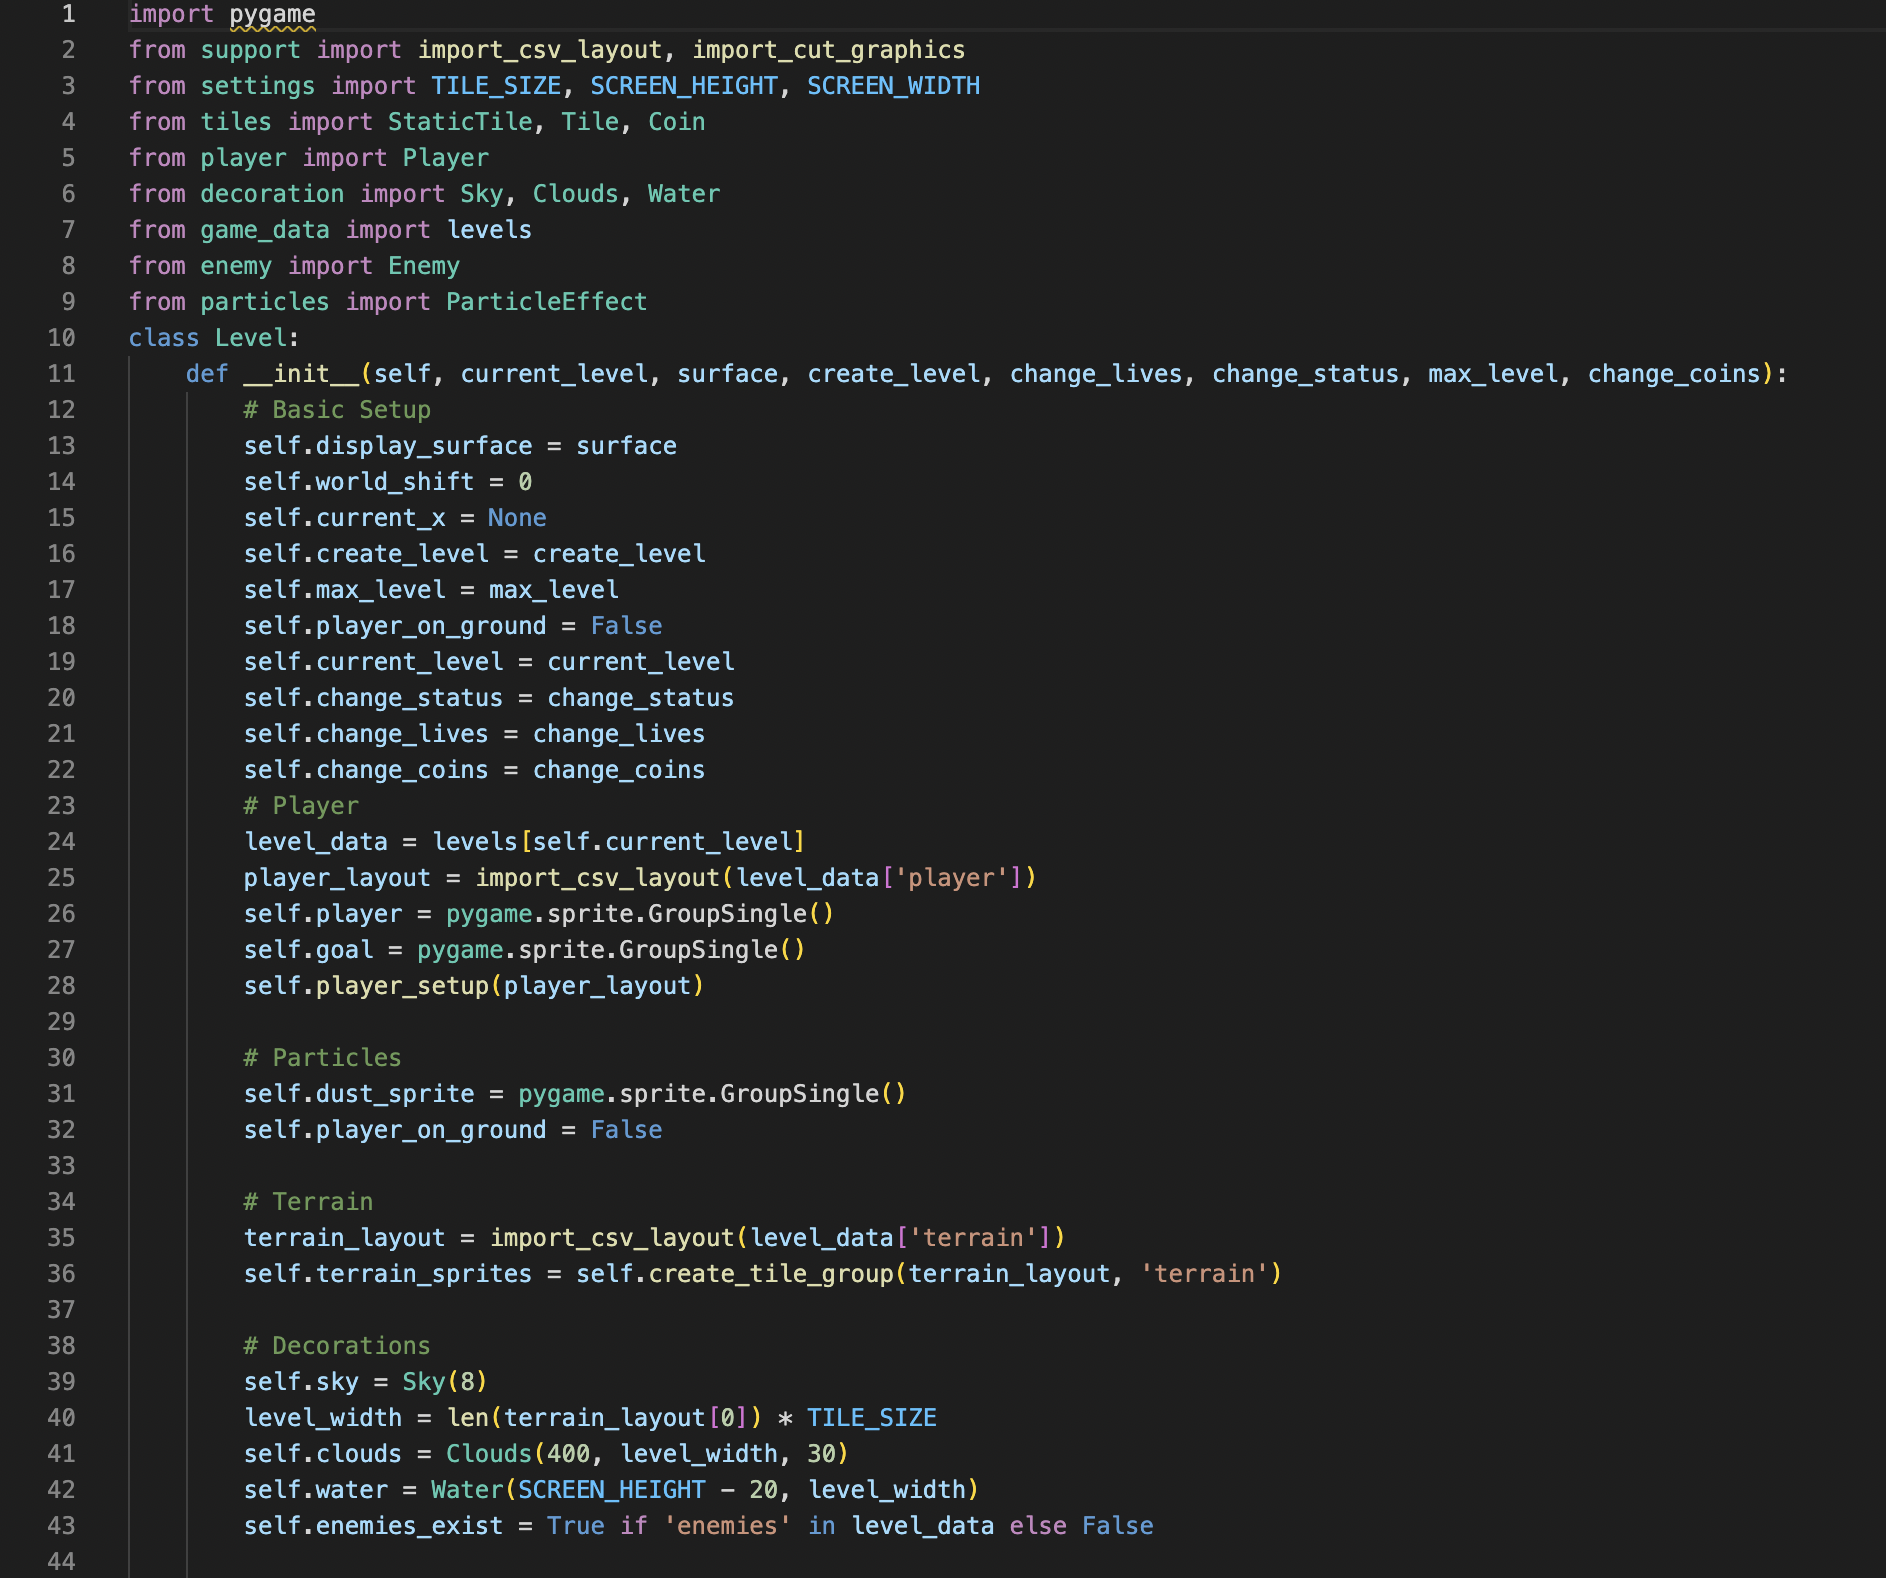 1 import pygame
2 from support import import_csv_layout, import_cut_graphics
3 from settings import TILE_SIZE, SCREEN_HEIGHT, SCREEN_WIDTH
4 from tiles import StaticTile, Tile, Coin
5 from player import Player
6 from decoration import Sky, Clouds, Water
7 from game_data import levels
8 from enemy import Enemy
9 from particles import ParticleEffect
10 class Level:
11     def __init__(self, current_level, surface, create_level, change_lives, change_status, max_level, change_coins):
12         # Basic Setup
13         self.display_surface = surface
14         self.world_shift = 0
15         self.current_x = None
16         self.create_level = create_level
17         self.max_level = max_level
18         self.player_on_ground = False
19         self.current_level = current_level
20         self.change_status = change_status
21         self.change_lives = change_lives
22         self.change_coins = change_coins
23         # Player
24         level_data = levels[self.current_level]
25         player_layout = import_csv_layout(level_data['player'])
26         self.player = pygame.sprite.GroupSingle()
27         self.goal = pygame.sprite.GroupSingle()
28         self.player_setup(player_layout)
29
30         # Particles
31         self.dust_sprite = pygame.sprite.GroupSingle()
32         self.player_on_ground = False
33
34         # Terrain
35         terrain_layout = import_csv_layout(level_data['terrain'])
36         self.terrain_sprites = self.create_tile_group(terrain_layout, 'terrain')
37
38         # Decorations
39         self.sky = Sky(8)
40         level_width = len(terrain_layout[0]) * TILE_SIZE
41         self.clouds = Clouds(400, level_width, 30)
42         self.water = Water(SCREEN_HEIGHT - 20, level_width)
43         self.enemies_exist = True if 'enemies' in level_data else False
44